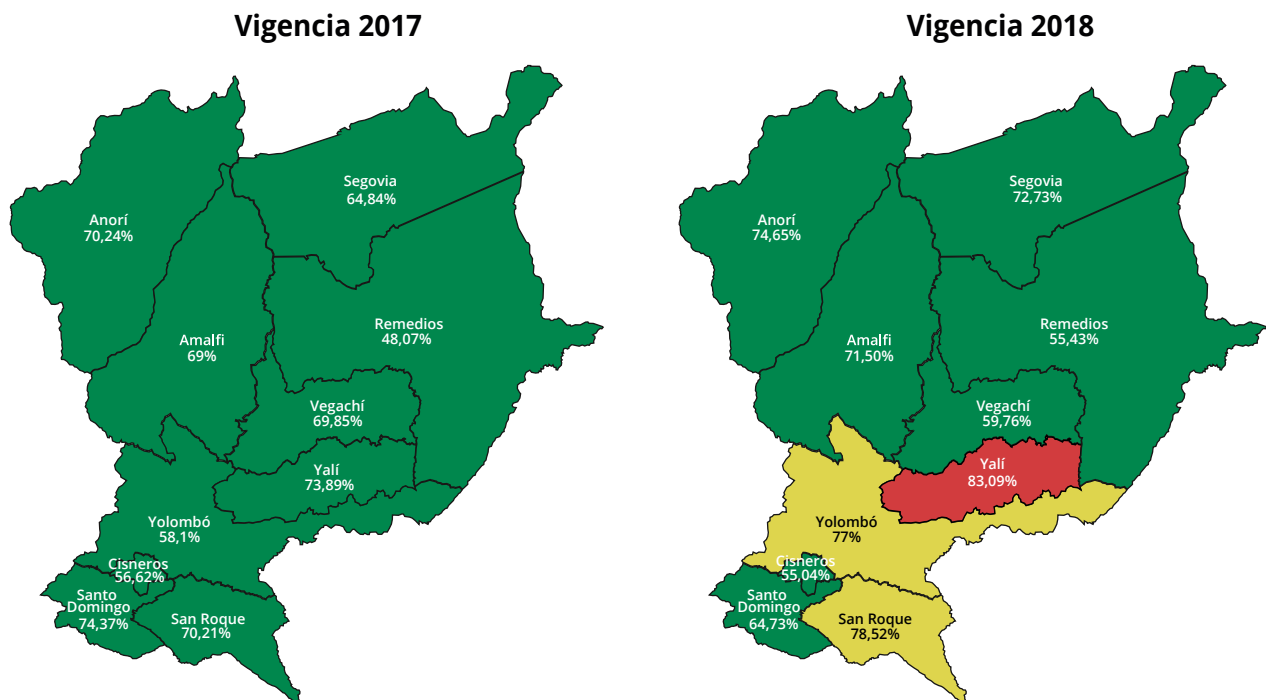 Vigencia 2017
Segovia
64,84%
Anorí
70,24%
Remedios
48,07%
Amalfi
69%
Vegachí
69,85%
Yalí
73,89%
Yolombó
58,1%
Cisneros
56,62%
Santo
Domingo
74,37%
San Roque
70,21%
Vigencia 2018
Segovia
72,73%
Anorí
74,65%
Remedios
55,43%
Amalfi
71,50%
Vegachí
59,76%
Yalí
83,09%
Yolombó
77%
Cisneros
55,04%
Santo
Domingo
64,73%
San Roque
78,52%